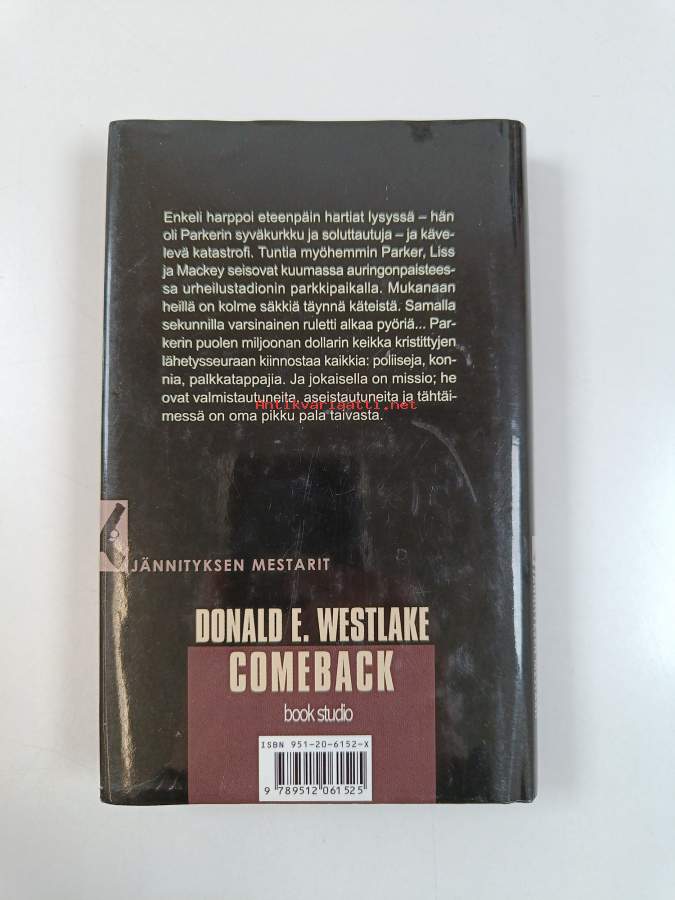 Enkeli harppoi eteenpäin hartiat lysyssä – hän
oli Parkerin syväkurkku ja soluttautuja – ja käve-
levä katastrofi. Tuntia myöhemmin Parker, Liss
ja Mackey seisovat kuumassa auringonpaistees-
sa urheilustadionin parkkipaikalla. Mukanaan
heillä on kolme säkkiä täynnä käteistä. Samalla
sekunnilla varsinainen ruletti alkaa pyöriä... Par-
kerin puolen miljoonan dollarin keikka kristittyjen
lähetysseuraan kiinnostaa kaikkia: poliiseja, kon-
nia, palkkatappajia. Ja jokaisella on missio; he
ovat valmistautuneita, aseistautuneita ja tähtäi-
Antikvariaatti.net
messä on oma pikku pala taivasta.
JÄNNITYKSEN MESTARIT
DONALD E. WESTLAKE
COMEBACK
book studio
ISBN 951-20-6152-X
9 789512 061525